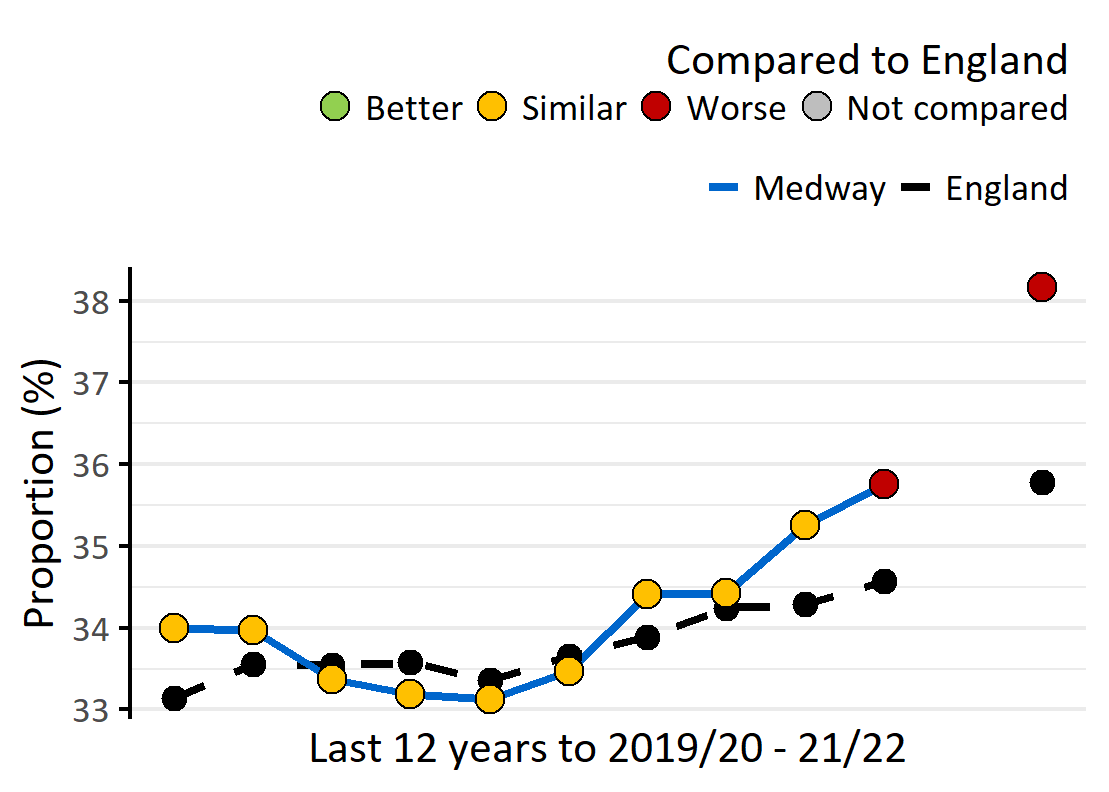 Compared to England
Better Similar Worse Not compared
Medway England
38
37
36
35
34
33
Proportion (%)
Last 12 years to 2019/20 - 21/22